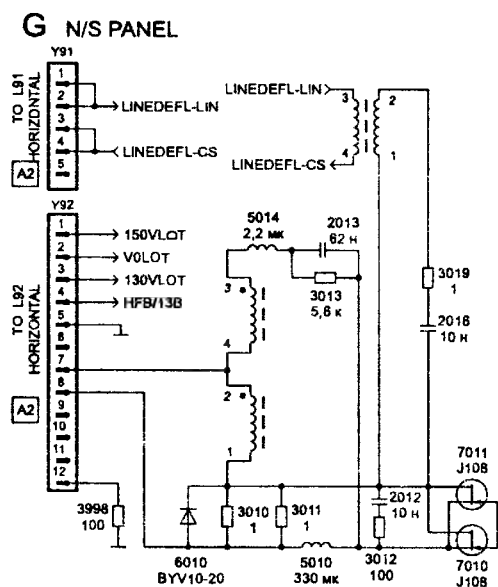 G N/S PANEL
Y91
TO L91
HORIZONTAL
A2
1
2
3
4
5
LINEDEFL-LIN
LINEDEFL-CS
LINEDEFL-LIN
LINEDEFL-CS
3
4
2
1
Y92
TO L92
HORIZONTAL
A2
1
2
3
4
5
6
7
8
9
10
11
12
150VLOT
V0LOT
130VLOT
HFB/13B
5014
2,2 мк
2013
62 н
3013
5,6 к
3
4
2
1
3019
1
2016
10 н
3998
100
6010
BYV10-20
3010
1
3011
1
5010
330 мк
2012
10 н
3012
100
7011
J108
7010
J108